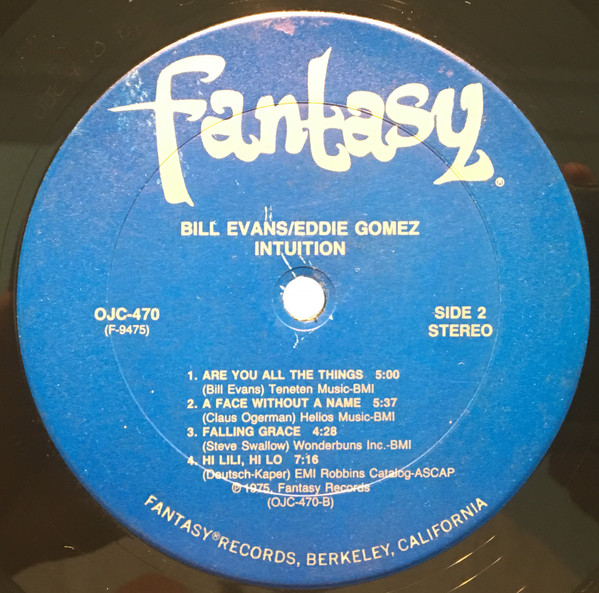 fantasy®
BILL EVANS/EDDIE GOMEZ
INTUITION
OJC-470
(F-9475)
SIDE 2
STEREO
1. ARE YOU ALL THE THINGS 5:00
(Bill Evans) Teneten Music-BMI
2. A FACE WITHOUT A NAME 5:37
(Claus Ogerman) Helios Music-BMI
3. FALLING GRACE 4:28
(Steve Swallow) Wonderbuns Inc.-BMI
4. HI LILI, HI LO 7:16
(Deutsch-Kaper) EMI Robbins Catalog-ASCAP
℗ 1975, Fantasy Records
(OJC-470-B)
FANTASY® RECORDS, BERKELEY, CALIFORNIA